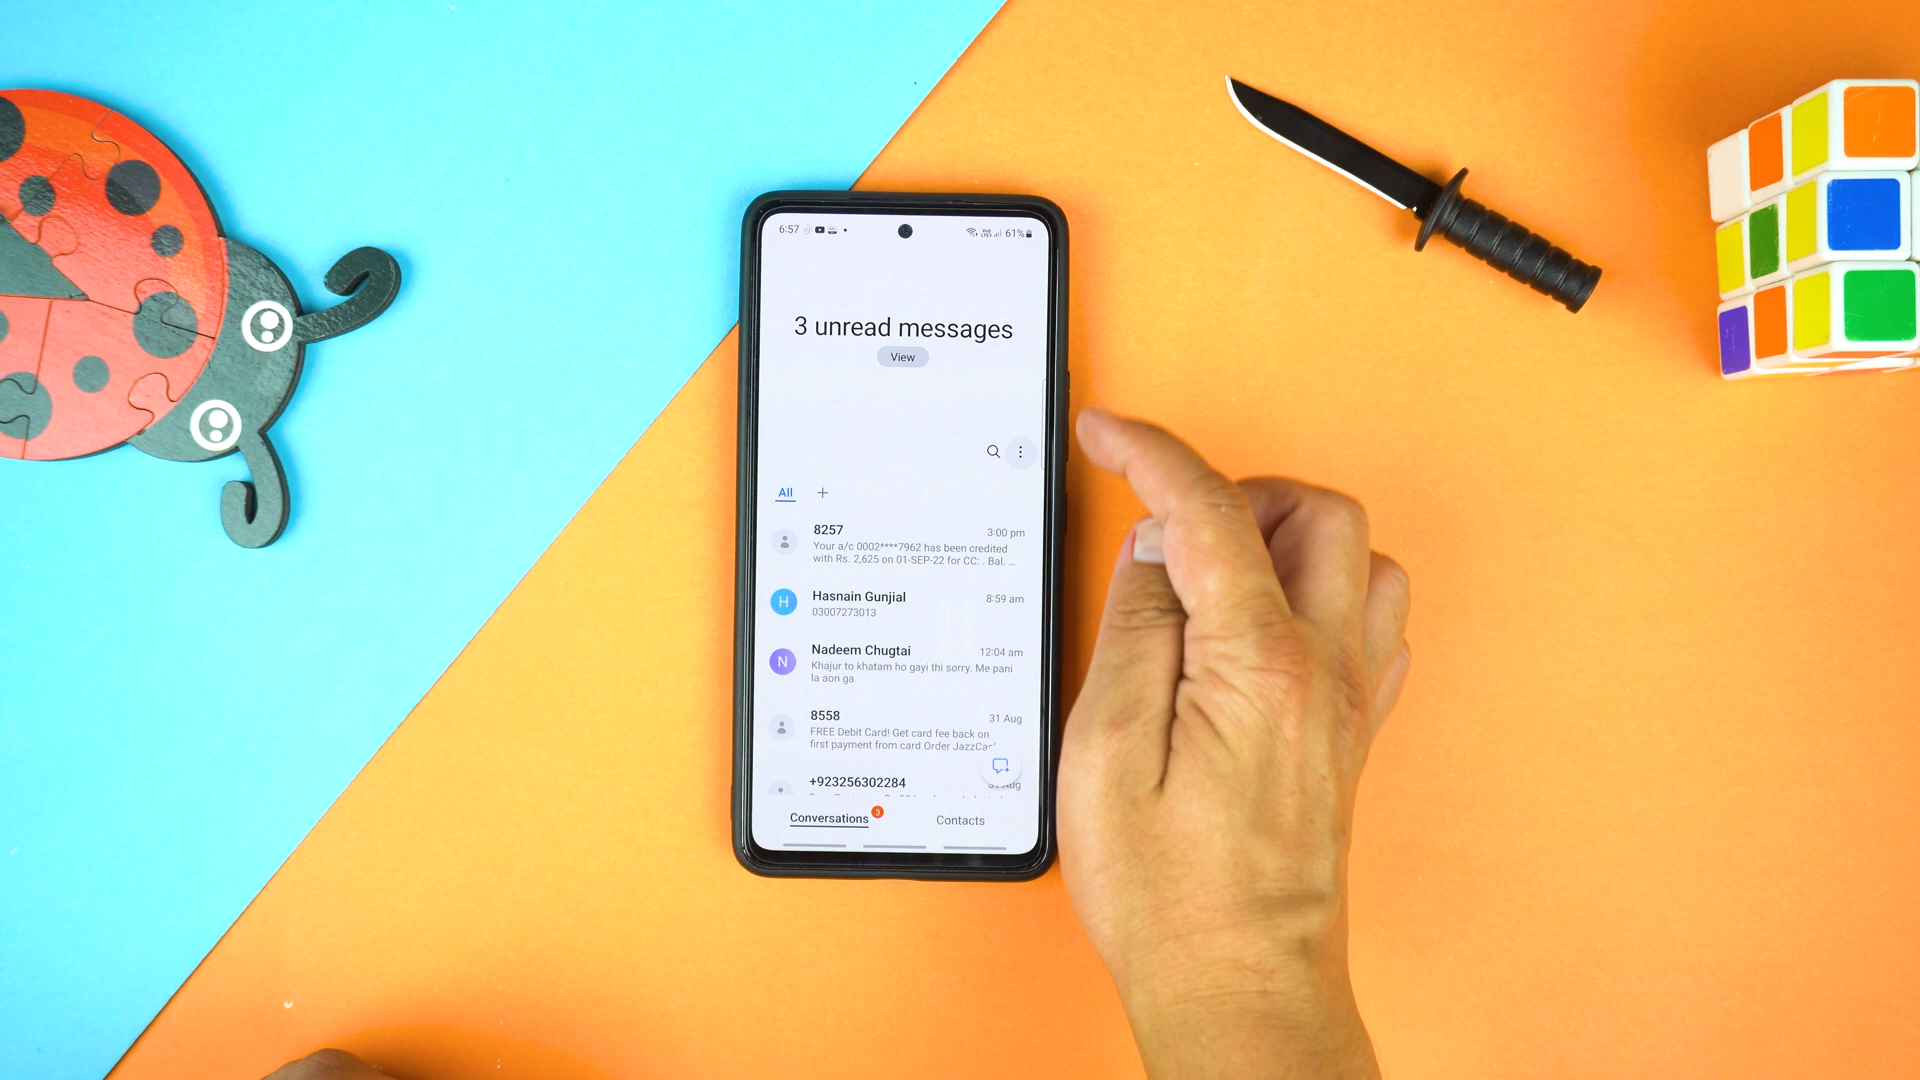 6:57
61%
3 unread messages
View
All +
8257
3:00 pm
Your a/c 0002****7962 has been credited
with Rs. 2,625 on 01-SEP-22 for CC: . Bal. ...
H
Hasnain Gunjial
8:59 am
03007273013
N
Nadeem Chugtai
12:04 am
Khajur to khatam ho gayi thi sorry. Me pani
la aon ga
8558
31 Aug
FREE Debit Card! Get card fee back on
first payment from card Order JazzCas
+923256302284
Aug
Conversations
3
Contacts